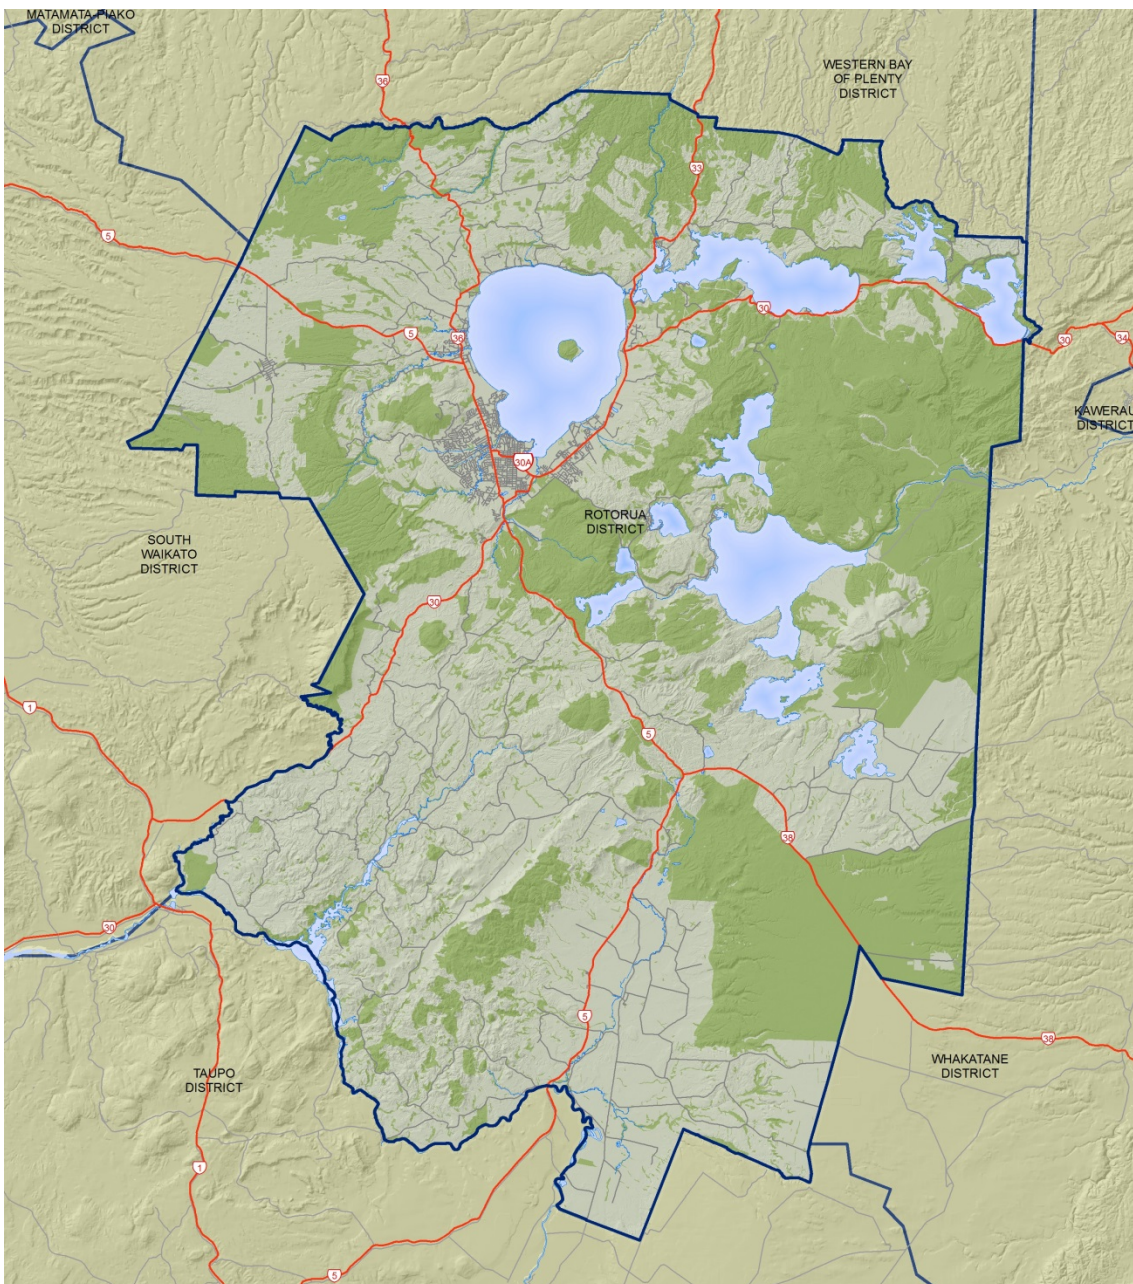 MATAMATA-PIAKO
DISTRICT
WESTERN BAY
OF PLENTY
DISTRICT
36
33
5
30
5
36
30
34
KAWERAU
DISTRICT
30A
ROTORUA
DISTRICT
SOUTH
WAIKATO
DISTRICT
30
1
5
38
30
5
38
WHAKATANE
DISTRICT
TAUPO
DISTRICT
1
5